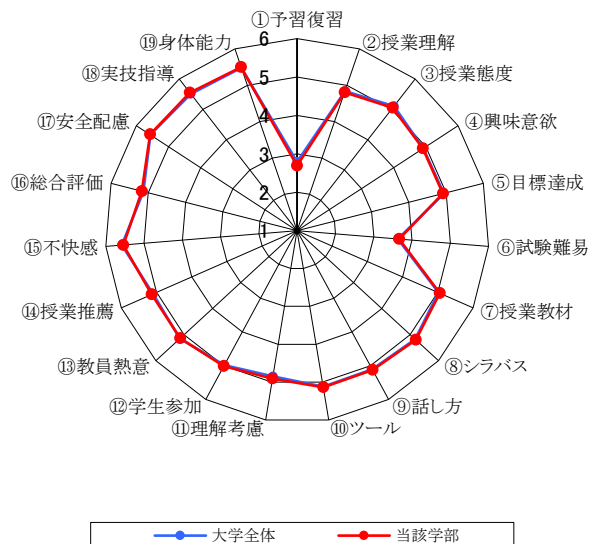 ①予習復習
②授業理解
③授業態度
④興味意欲
⑤目標達成
⑥試験難易
⑦授業教材
⑧シラバス
⑨話し方
⑩ツール
⑪理解考慮
⑫学生参加
⑬教員熱意
⑭授業推薦
⑮不快感
⑯総合評価
⑰安全配慮
⑱実技指導
⑲身体能力
6
5
4
3
2
1
大学全体
当該学部